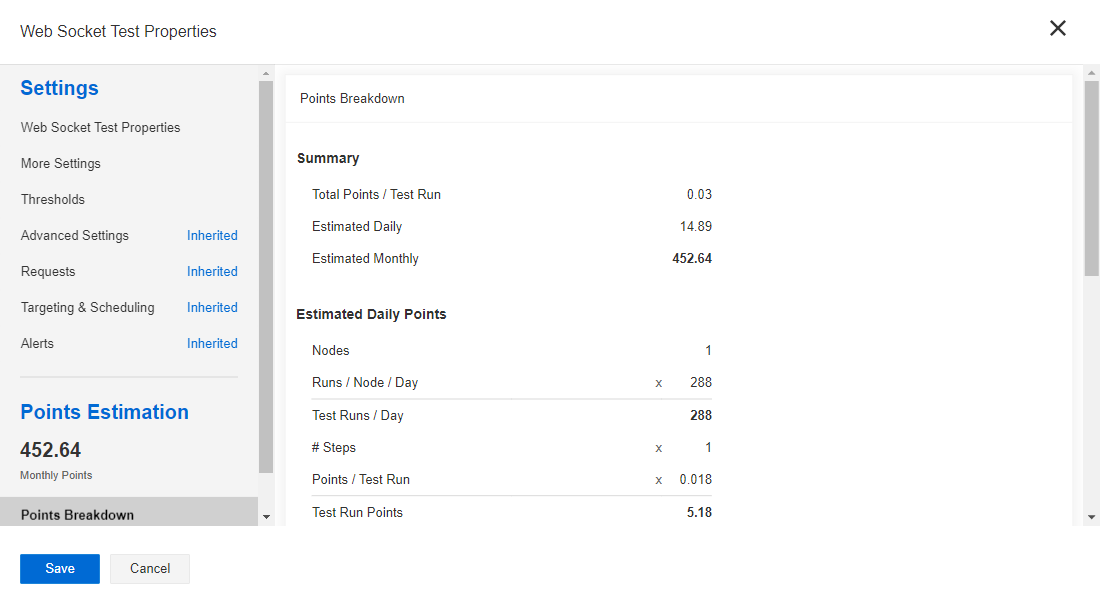 Web Socket Test Properties
Settings
Web Socket Test Properties
More Settings
Thresholds
Advanced Settings Inherited
Requests Inherited
Targeting & Scheduling Inherited
Alerts Inherited
Points Estimation
452.64
Monthly Points
Points Breakdown
Points Breakdown
Summary
Total Points / Test Run 0.03
Estimated Daily 14.89
Estimated Monthly 452.64
Estimated Daily Points
Nodes 1
Runs / Node / Day x 288
Test Runs / Day 288
# Steps x 1
Points / Test Run x 0.018
Test Run Points 5.18
Save Cancel